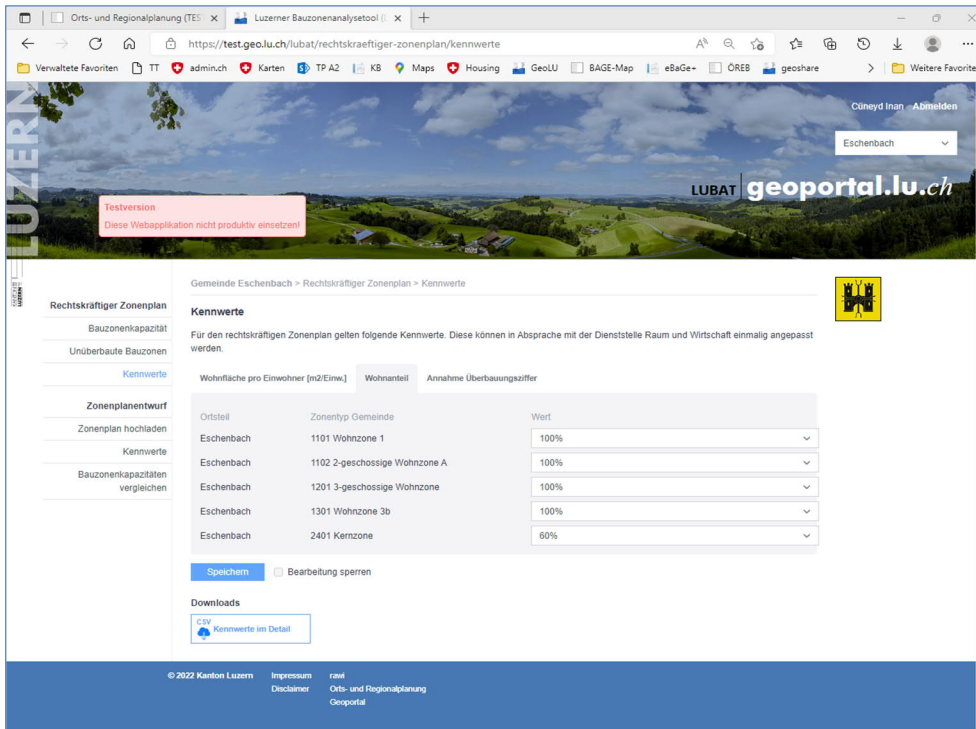 Orts- und Regionalplanung (TES
Luzerner Bauzonenanalysetool (L
https://test.geo.lu.ch/lubat/rechtskraeftiger-zonenplan/kennwerte
Verwaltete Favoriten TT admin.ch Karten TP A2 KB Maps Housing GeoLU BAGE-Map eBaGe+ ÖREB geoshare Weitere Favorite
LUZERN
Cüneyd Inan Abmelden
Eschenbach
LUBAT geoportal.lu.ch
Testversion
Diese Webapplikation nicht produktiv einsetzen!
Gemeinde Eschenbach > Rechtskräftiger Zonenplan > Kennwerte
Rechtskräftiger Zonenplan
Bauzonenkapazität
Unüberbaute Bauzonen
Kennwerte
Zonenplanentwurf
Zonenplan hochladen
Kennwerte
Bauzonenkapazitäten
vergleichen
Kennwerte
Für den rechtskräftigen Zonenplan gelten folgende Kennwerte. Diese können in Absprache mit der Dienststelle Raum und Wirtschaft einmalig angepasst
werden.
Wohnfläche pro Einwohner [m2/Einw.] Wohnanteil Annahme Überbauungsziffer
Ortsteil Zonentyp Gemeinde Wert
Eschenbach 1101 Wohnzone 1 100%
Eschenbach 1102 2-geschossige Wohnzone A 100%
Eschenbach 1201 3-geschossige Wohnzone 100%
Eschenbach 1301 Wohnzone 3b 100%
Eschenbach 2401 Kernzone 60%
Speichern Bearbeitung sperren
Downloads
CSV
Kennwerte im Detail
© 2022 Kanton Luzern Impressum rawi
Disclaimer Orts- und Regionalplanung
Geoportal